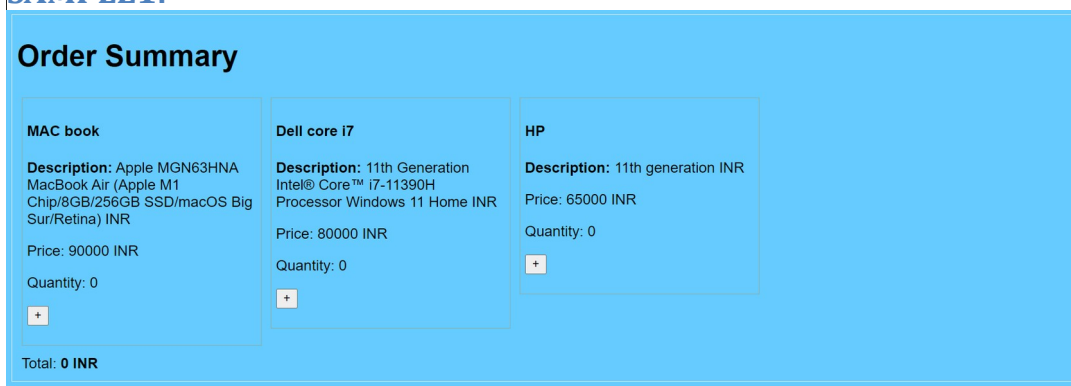 Order Summary
MAC book
Description: Apple MGN63HNA
MacBook Air (Apple M1
Chip/8GB/256GB SSD/macOS Big
Sur/Retina) INR
Price: 90000 INR
Quantity: 0
+
Dell core i7
Description: 11th Generation
Intel® Core™ i7-11390H
Processor Windows 11 Home INR
Price: 80000 INR
Quantity: 0
+
HP
Description: 11th generation INR
Price: 65000 INR
Quantity: 0
+
Total: 0 INR